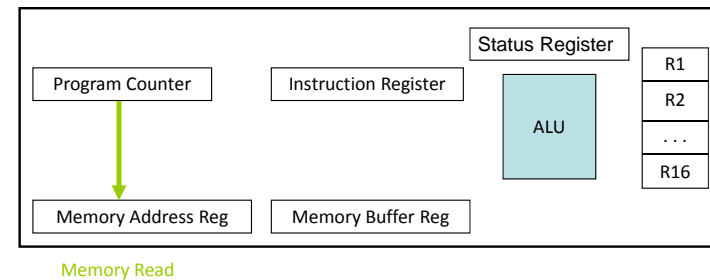 Status Register
Program Counter
Instruction Register
ALU
R1
R2
. . .
R16
Memory Address Reg
Memory Buffer Reg
Memory Read